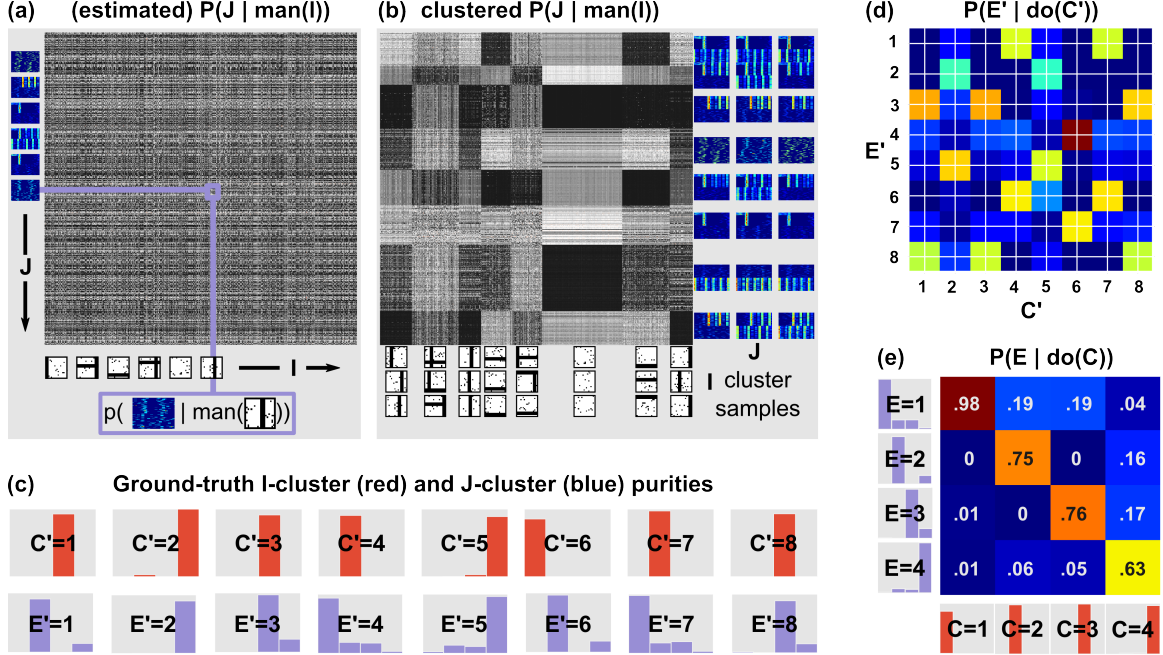 (a) (estimated) P(J | man(I))
J
I
p( | man( ))
(b) clustered P(J | man(I))
J
I cluster
samples
(c) Ground-truth I-cluster (red) and J-cluster (blue) purities
C'=1 C'=2 C'=3 C'=4 C'=5 C'=6 C'=7 C'=8
E'=1 E'=2 E'=3 E'=4 E'=5 E'=6 E'=7 E'=8
(d) P(E' | do(C'))
1
2
3
4
E'
5
6
7
8
1 2 3 4 5 6 7 8
C'
(e) P(E | do(C))
E=1 .98 .19 .19 .04
E=2 0 .75 0 .16
E=3 .01 0 .76 .17
E=4 .01 .06 .05 .63
C=1 C=2 C=3 C=4